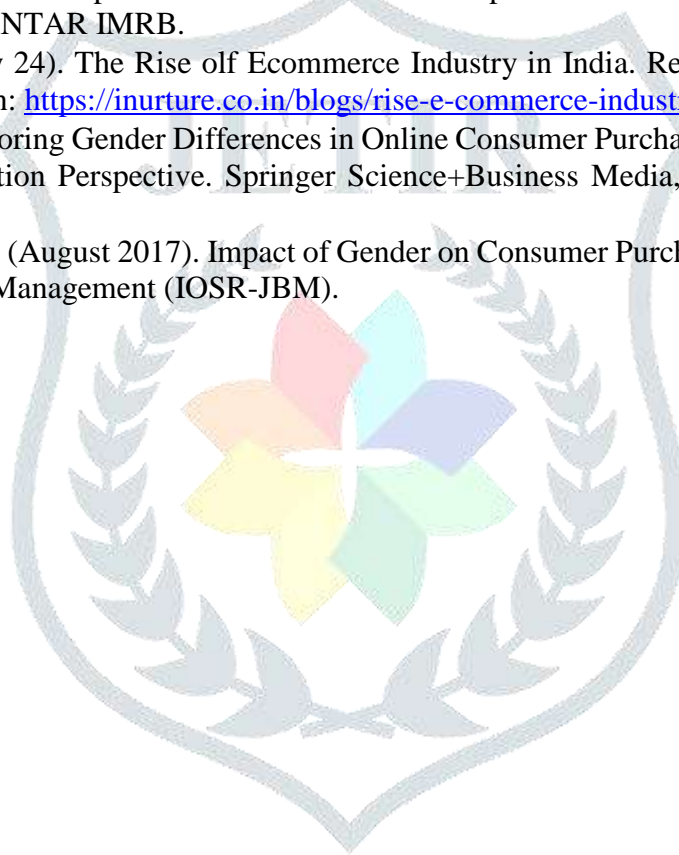 NTAR IMRB.
24). The Rise olf Ecommerce Industry in India. Re
n: https://inurture.co.in/blogs/rise-e-commerce-industr
oring Gender Differences in Online Consumer Purcha
tion Perspective. Springer Science+Business Media,
(August 2017). Impact of Gender on Consumer Purch
Management (IOSR-JBM).
JETIR